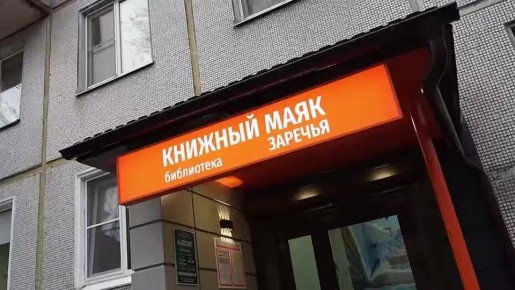 КНИЖНЫЙ МАЯК
библиотека ЗАРЕЧЬЯ